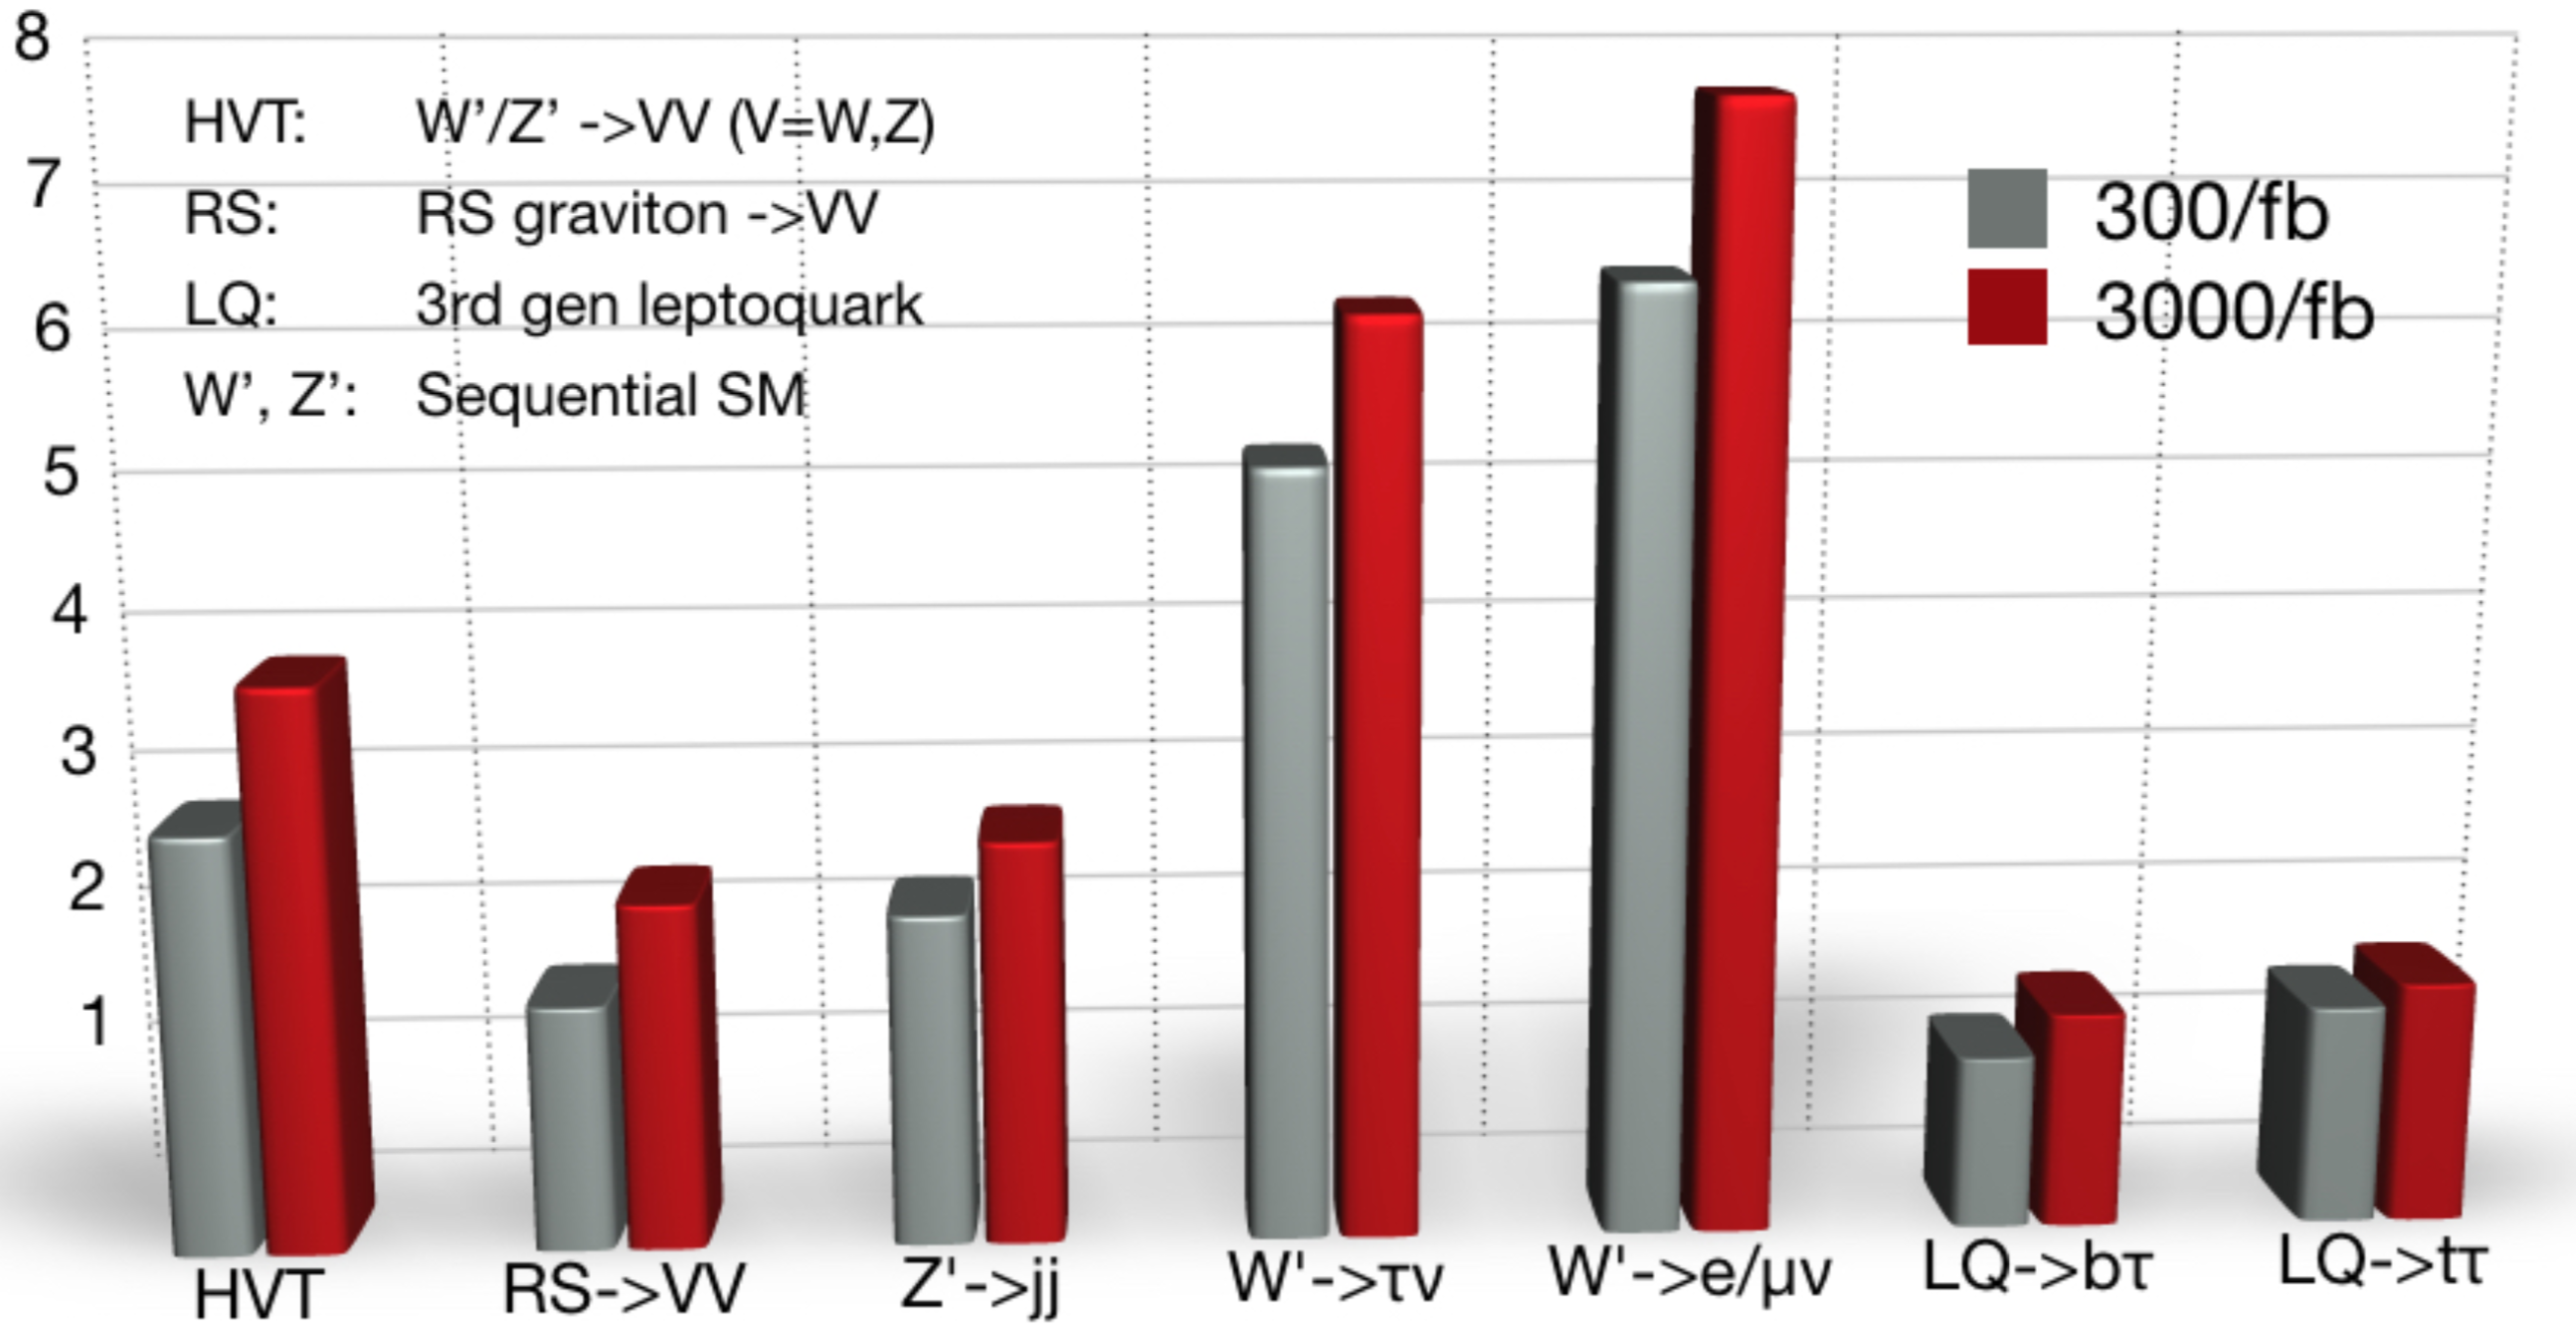 8
7
6
5
4
3
2
1
HVT: W’/Z’ ->VV (V=W,Z)
RS: RS graviton ->VV
LQ: 3rd gen leptoquark
W’, Z’: Sequential SM
300/fb
3000/fb
HVT
RS->VV
Z'->jj
W'->τν
W'->e/μν
LQ->bτ
LQ->tτ